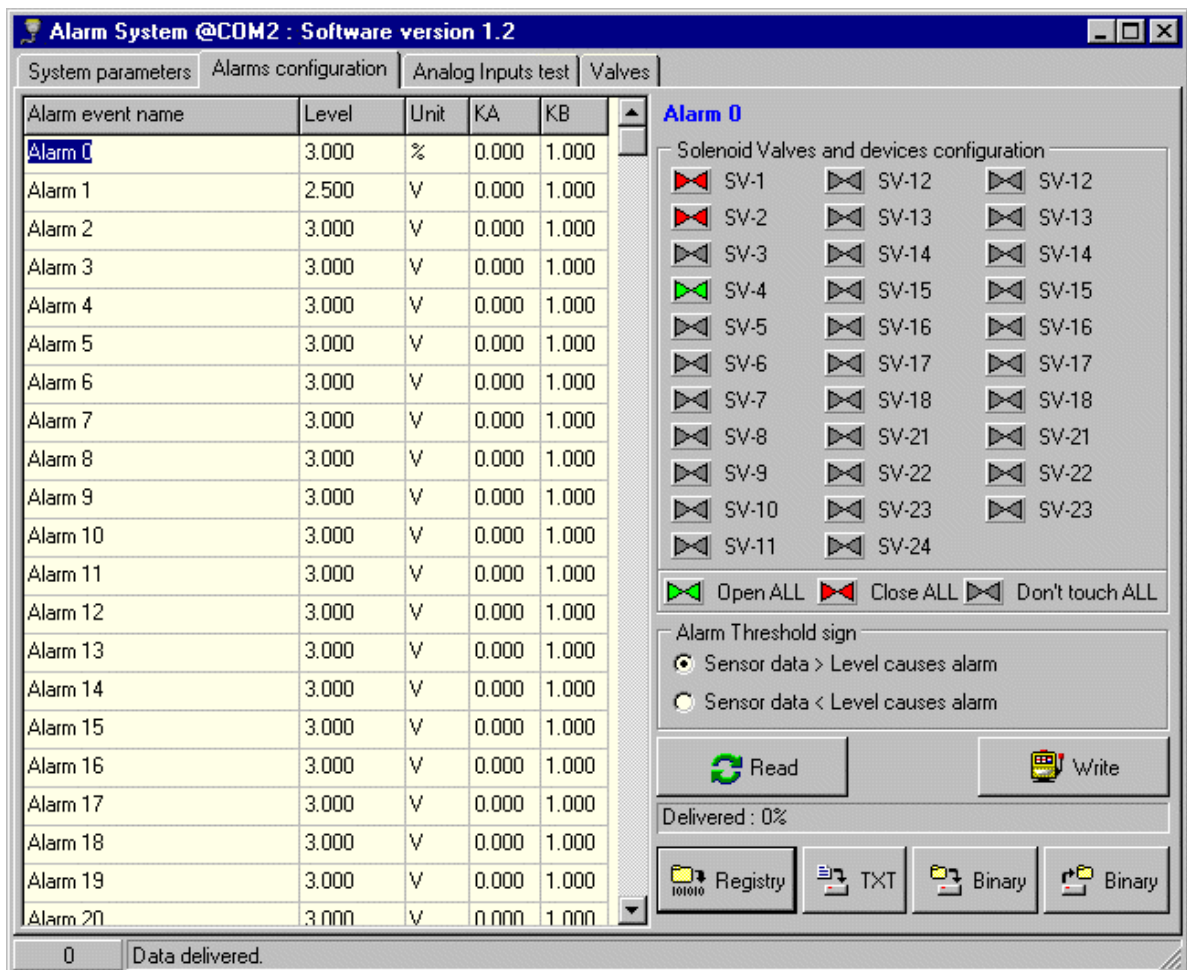 Alarm System @COM2 : Software version 1.2
System parameters Alarms configuration Analog Inputs test Valves
Alarm event name Level Unit KA KB
Alarm 0 3.000 % 0.000 1.000
Alarm 1 2.500 V 0.000 1.000
Alarm 2 3.000 V 0.000 1.000
Alarm 3 3.000 V 0.000 1.000
Alarm 4 3.000 V 0.000 1.000
Alarm 5 3.000 V 0.000 1.000
Alarm 6 3.000 V 0.000 1.000
Alarm 7 3.000 V 0.000 1.000
Alarm 8 3.000 V 0.000 1.000
Alarm 9 3.000 V 0.000 1.000
Alarm 10 3.000 V 0.000 1.000
Alarm 11 3.000 V 0.000 1.000
Alarm 12 3.000 V 0.000 1.000
Alarm 13 3.000 V 0.000 1.000
Alarm 14 3.000 V 0.000 1.000
Alarm 15 3.000 V 0.000 1.000
Alarm 16 3.000 V 0.000 1.000
Alarm 17 3.000 V 0.000 1.000
Alarm 18 3.000 V 0.000 1.000
Alarm 19 3.000 V 0.000 1.000
Alarm 20 3.000 V 0.000 1.000
Alarm 0
Solenoid Valves and devices configuration
SV-1 SV-12 SV-12
SV-2 SV-13 SV-13
SV-3 SV-14 SV-14
SV-4 SV-15 SV-15
SV-5 SV-16 SV-16
SV-6 SV-17 SV-17
SV-7 SV-18 SV-18
SV-8 SV-21 SV-21
SV-9 SV-22 SV-22
SV-10 SV-23 SV-23
SV-11 SV-24
Open ALL Close ALL Don't touch ALL
Alarm Threshold sign
Sensor data > Level causes alarm
Sensor data < Level causes alarm
Read Write
Delivered : 0%
Registry TXT Binary Binary
0 Data delivered.